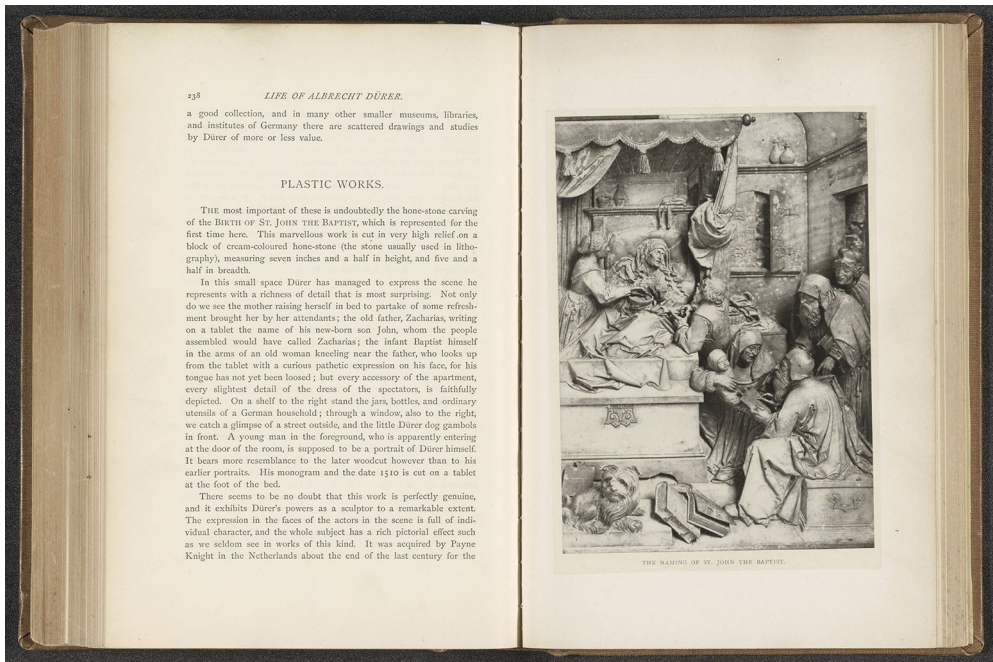 238 LIFE OF ALBRECHT DÜRER.
a good collection, and in many other smaller museums, libraries,
and institutes of Germany there are scattered drawings and studies
by Dürer of more or less value.
PLASTIC WORKS.
THE most important of these is undoubtedly the hone-stone carving
of the BIRTH OF ST. JOHN THE BAPTIST, which is represented for the
first time here. This marvellous work is cut in very high relief on a
block of cream-coloured hone-stone (the stone usually used in litho-
graphy), measuring seven inches and a half in height, and five and a
half in breadth.
In this small space Dürer has managed to express the scene he
represents with a richness of detail that is most surprising. Not only
do we see the mother raising herself in bed to partake of some refresh-
ment brought her by her attendants; the old father, Zacharias, writing
on a tablet the name of his new-born son John, whom the people
assembled would have called Zacharias; the infant Baptist himself
in the arms of an old woman kneeling near the father, who looks up
from the tablet with a curious pathetic expression on his face, for his
tongue has not yet been loosed; but every accessory of the apartment,
every slightest detail of the dress of the spectators, is faithfully
depicted. On a shelf to the right stand the jars, bottles, and ordinary
utensils of a German household; through a window, also to the right,
we catch a glimpse of a street outside, and the little Dürer dog gambols
in front. A young man in the foreground, who is apparently entering
at the door of the room, is supposed to be a portrait of Dürer himself.
It bears more resemblance to the later woodcut however than to his
earlier portraits. His monogram and the date 1510 is cut on a tablet
at the foot of the bed.
There seems to be no doubt that this work is perfectly genuine,
and it exhibits Dürer's powers as a sculptor to a remarkable extent.
The expression in the faces of the actors in the scene is full of indi-
vidual character, and the whole subject has a rich pictorial effect such
as we seldom see in works of this kind. It was acquired by Payne
Knight in the Netherlands about the end of the last century for the
THE NAMING OF ST. JOHN THE BAPTIST.